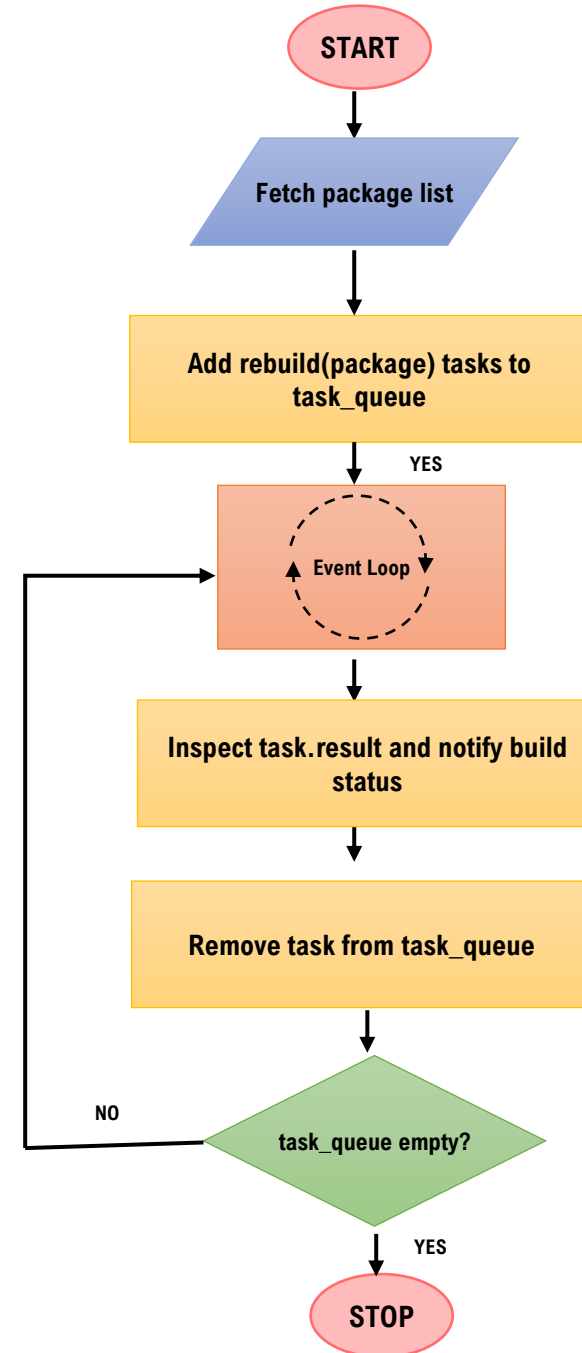 START
Fetch package list
Add rebuild(package) tasks to
task_queue
YES
Event Loop
Inspect task.result and notify build
status
Remove task from task_queue
NO
task_queue empty?
YES
STOP